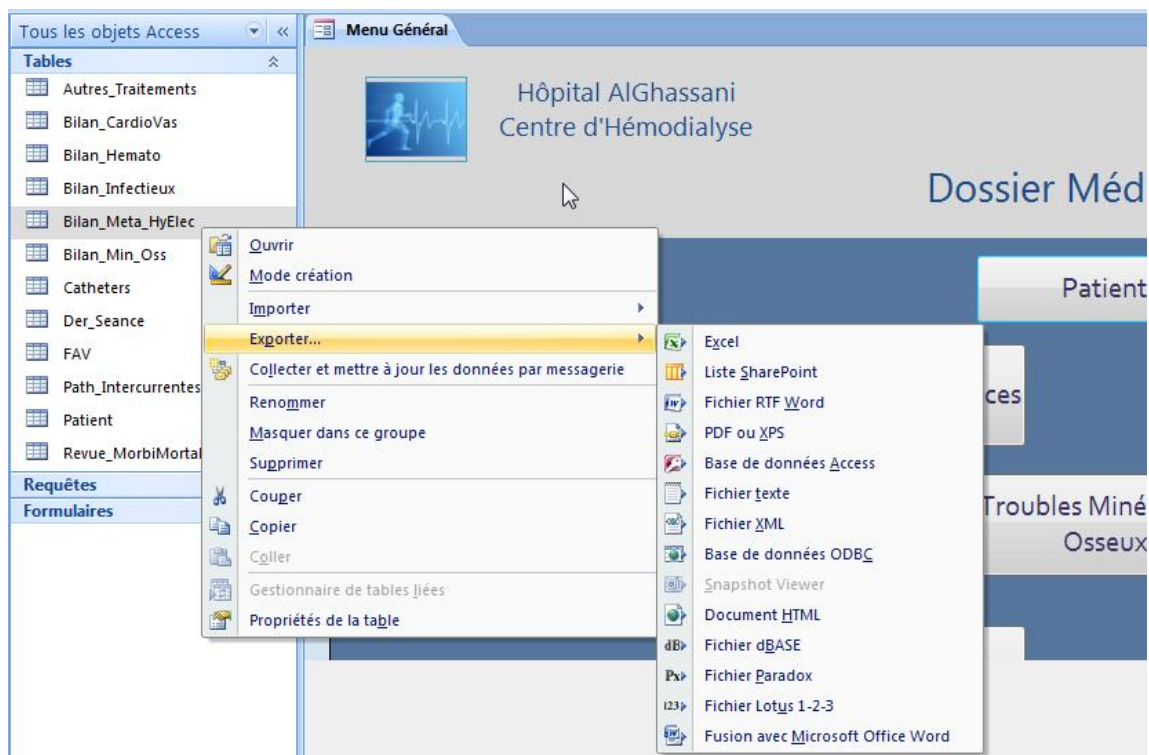 Tous les objets Access
Menu Général
Tables
Autres_Traitements
Bilan_CardioVas
Bilan_Hemato
Bilan_Infectieux
Bilan_Meta_HyElec
Bilan_Min_Oss
Catheters
Der_Seance
FAV
Path_Intercurrentes
Patient
Revue_MorbiMortal
Requêtes
Formulaires
Hôpital AlGhassani
Centre d'Hémodialyse
Dossier Méd
Patient
ces
Troubles Miné
Osseux
Ouvrir
Mode création
Importer
Exporter...
Collecter et mettre à jour les données par messagerie
Renommer
Masquer dans ce groupe
Supprimer
Couper
Copier
Coller
Gestionnaire de tables liées
Propriétés de la table
Excel
Liste SharePoint
Fichier RTF Word
PDF ou XPS
Base de données Access
Fichier texte
Fichier XML
Base de données ODBC
Snapshot Viewer
Document HTML
dB Fichier dBASE
Px Fichier Paradox
123 Fichier Lotus 1-2-3
Fusion avec Microsoft Office Word